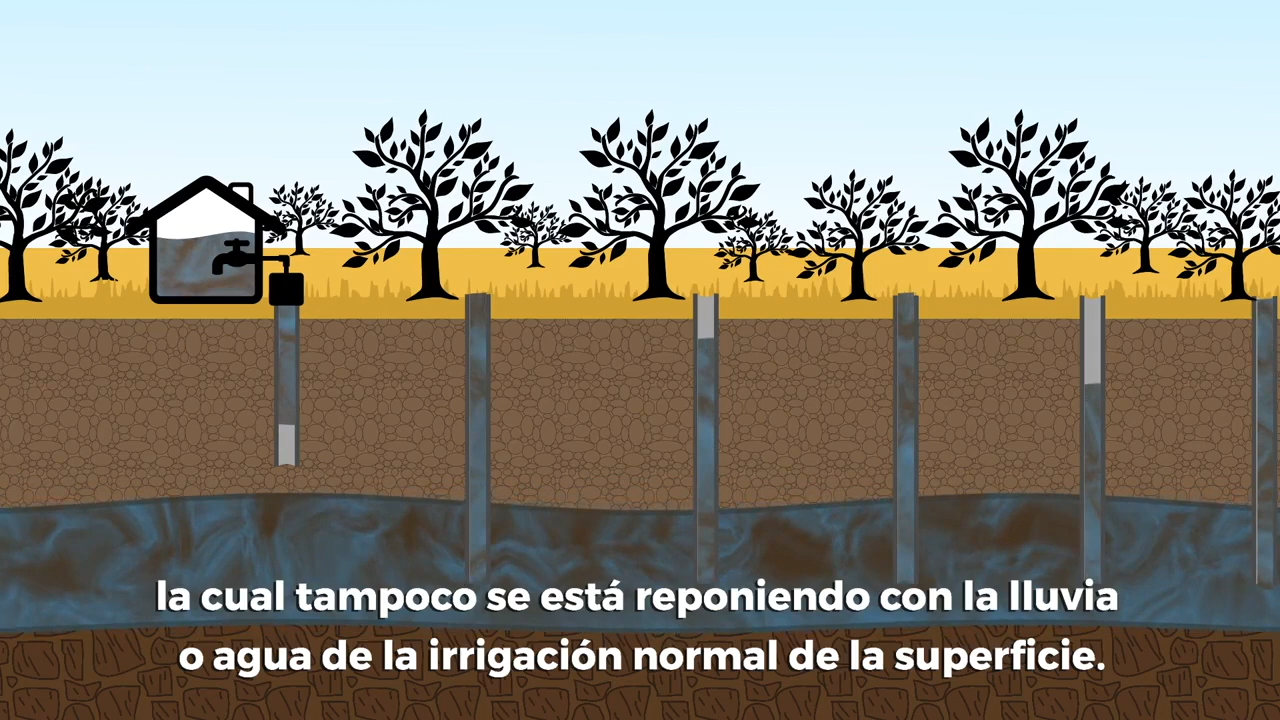 la cual tampoco se está reponiendo con la lluvia
o agua de la irrigación normal de la superficie.